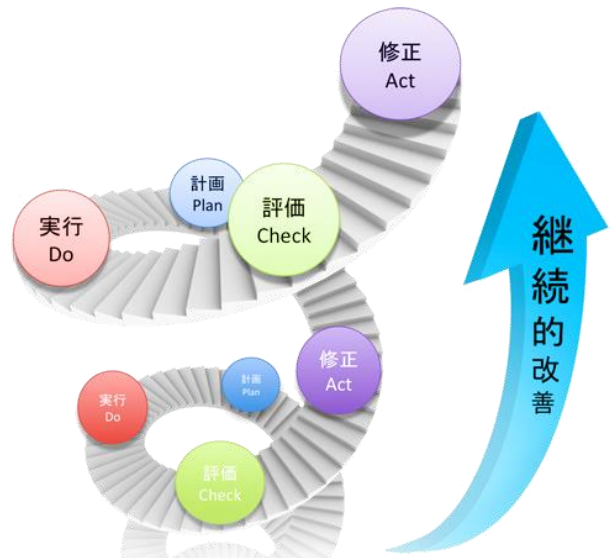 修正
Act
計画
Plan
評価
Check
実行
Do
継続的改善
修正
Act
計画
Plan
実行
Do
評価
Check